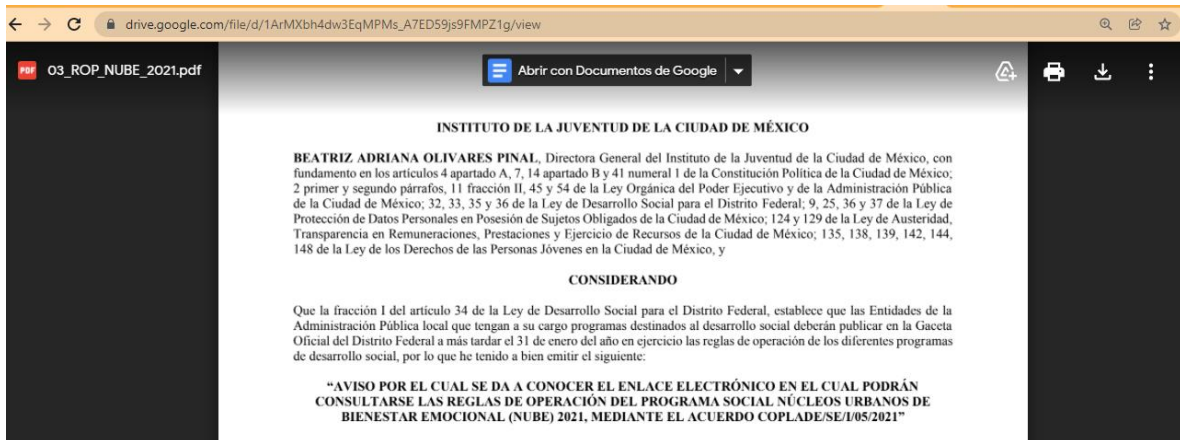 drive.google.com/file/d/1ArMXbh4dw3EqMPMs_A7ED59js9FMPZ1g/view
PDF 03_ROP_NUBE_2021.pdf
Abrir con Documentos de Google
INSTITUTO DE LA JUVENTUD DE LA CIUDAD DE MÉXICO
BEATRIZ ADRIANA OLIVARES PINAL, Directora General del Instituto de la Juventud de la Ciudad de México, con
fundamento en los artículos 4 apartado A, 7, 14 apartado B y 41 numeral 1 de la Constitución Política de la Ciudad de México;
2 primer y segundo párrafos, 11 fracción II, 45 y 54 de la Ley Orgánica del Poder Ejecutivo y de la Administración Pública
de la Ciudad de México; 32, 33, 35 y 36 de la Ley de Desarrollo Social para el Distrito Federal; 9, 25, 36 y 37 de la Ley de
Protección de Datos Personales en Posesión de Sujetos Obligados de la Ciudad de México; 124 y 129 de la Ley de Austeridad,
Transparencia en Remuneraciones, Prestaciones y Ejercicio de Recursos de la Ciudad de México; 135, 138, 139, 142, 144,
148 de la Ley de los Derechos de las Personas Jóvenes en la Ciudad de México, y
CONSIDERANDO
Que la fracción I del artículo 34 de la Ley de Desarrollo Social para el Distrito Federal, establece que las Entidades de la
Administración Pública local que tengan a su cargo programas destinados al desarrollo social deberán publicar en la Gaceta
Oficial del Distrito Federal a más tardar el 31 de enero del año en ejercicio las reglas de operación de los diferentes programas
de desarrollo social, por lo que he tenido a bien emitir el siguiente:
“AVISO POR EL CUAL SE DA A CONOCER EL ENLACE ELECTRÓNICO EN EL CUAL PODRÁN
CONSULTARSE LAS REGLAS DE OPERACIÓN DEL PROGRAMA SOCIAL NÚCLEOS URBANOS DE
BIENESTAR EMOCIONAL (NUBE) 2021, MEDIANTE EL ACUERDO COPLADE/SE/I/05/2021”